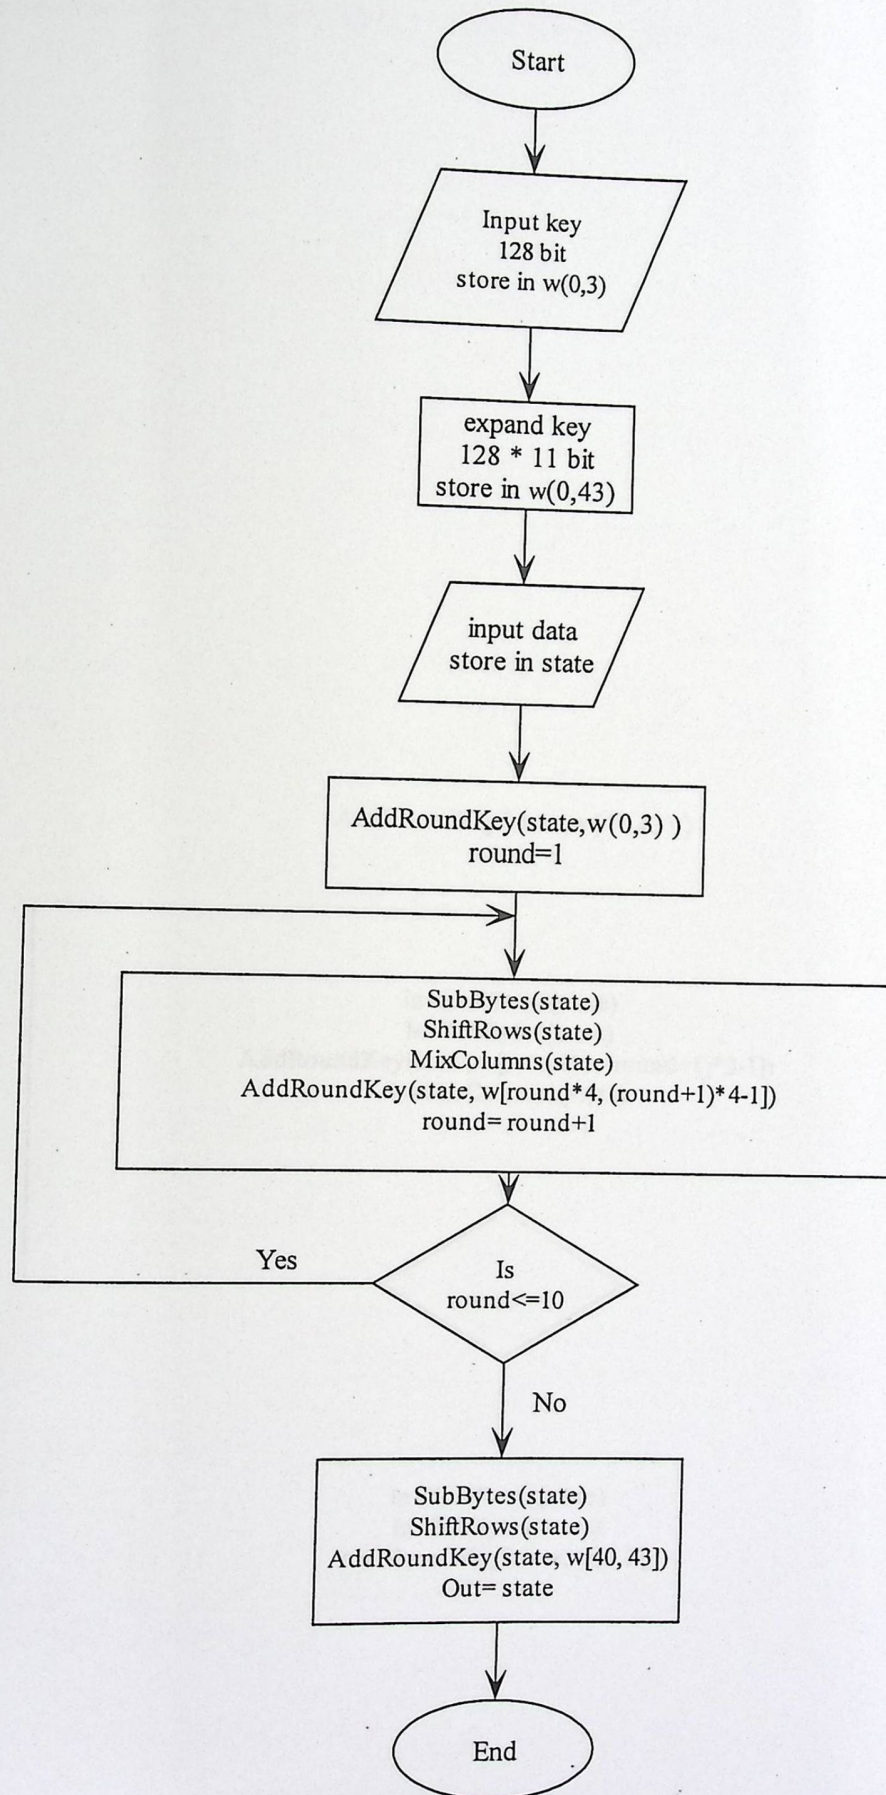 Start
Input key
128 bit
store in w(0,3)
expand key
128 * 11 bit
store in w(0,43)
input data
store in state
AddRoundKey(state,w(0,3) )
round=1
SubBytes(state)
ShiftRows(state)
MixColumns(state)
AddRoundKey(state, w[round*4, (round+1)*4-1])
round= round+1
Yes
Is
round<=10
No
SubBytes(state)
ShiftRows(state)
AddRoundKey(state, w[40, 43])
Out= state
End